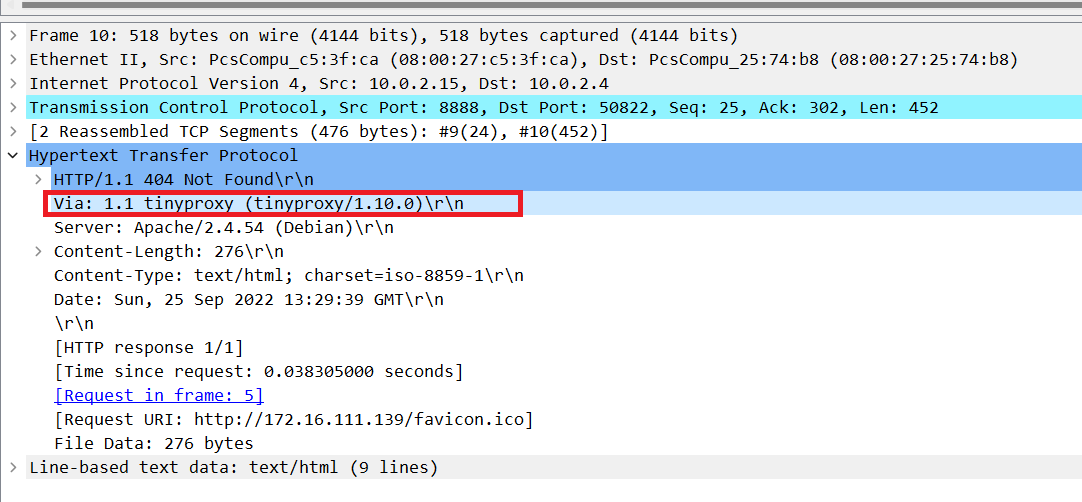 Frame 10: 518 bytes on wire (4144 bits), 518 bytes captured (4144 bits)
Ethernet II, Src: PcsCompu_c5:3f:ca (08:00:27:c5:3f:ca), Dst: PcsCompu_25:74:b8 (08:00:27:25:74:b8)
Internet Protocol Version 4, Src: 10.0.2.15, Dst: 10.0.2.4
Transmission Control Protocol, Src Port: 8888, Dst Port: 50822, Seq: 25, Ack: 302, Len: 452
[2 Reassembled TCP Segments (476 bytes): #9(24), #10(452)]
Hypertext Transfer Protocol
HTTP/1.1 404 Not Found\r\n
Via: 1.1 tinyproxy (tinyproxy/1.10.0)\r\n
Server: Apache/2.4.54 (Debian)\r\n
Content-Length: 276\r\n
Content-Type: text/html; charset=iso-8859-1\r\n
Date: Sun, 25 Sep 2022 13:29:39 GMT\r\n
\r\n
[HTTP response 1/1]
[Time since request: 0.038305000 seconds]
[Request in frame: 5]
[Request URI: http://172.16.111.139/favicon.ico]
File Data: 276 bytes
Line-based text data: text/html (9 lines)